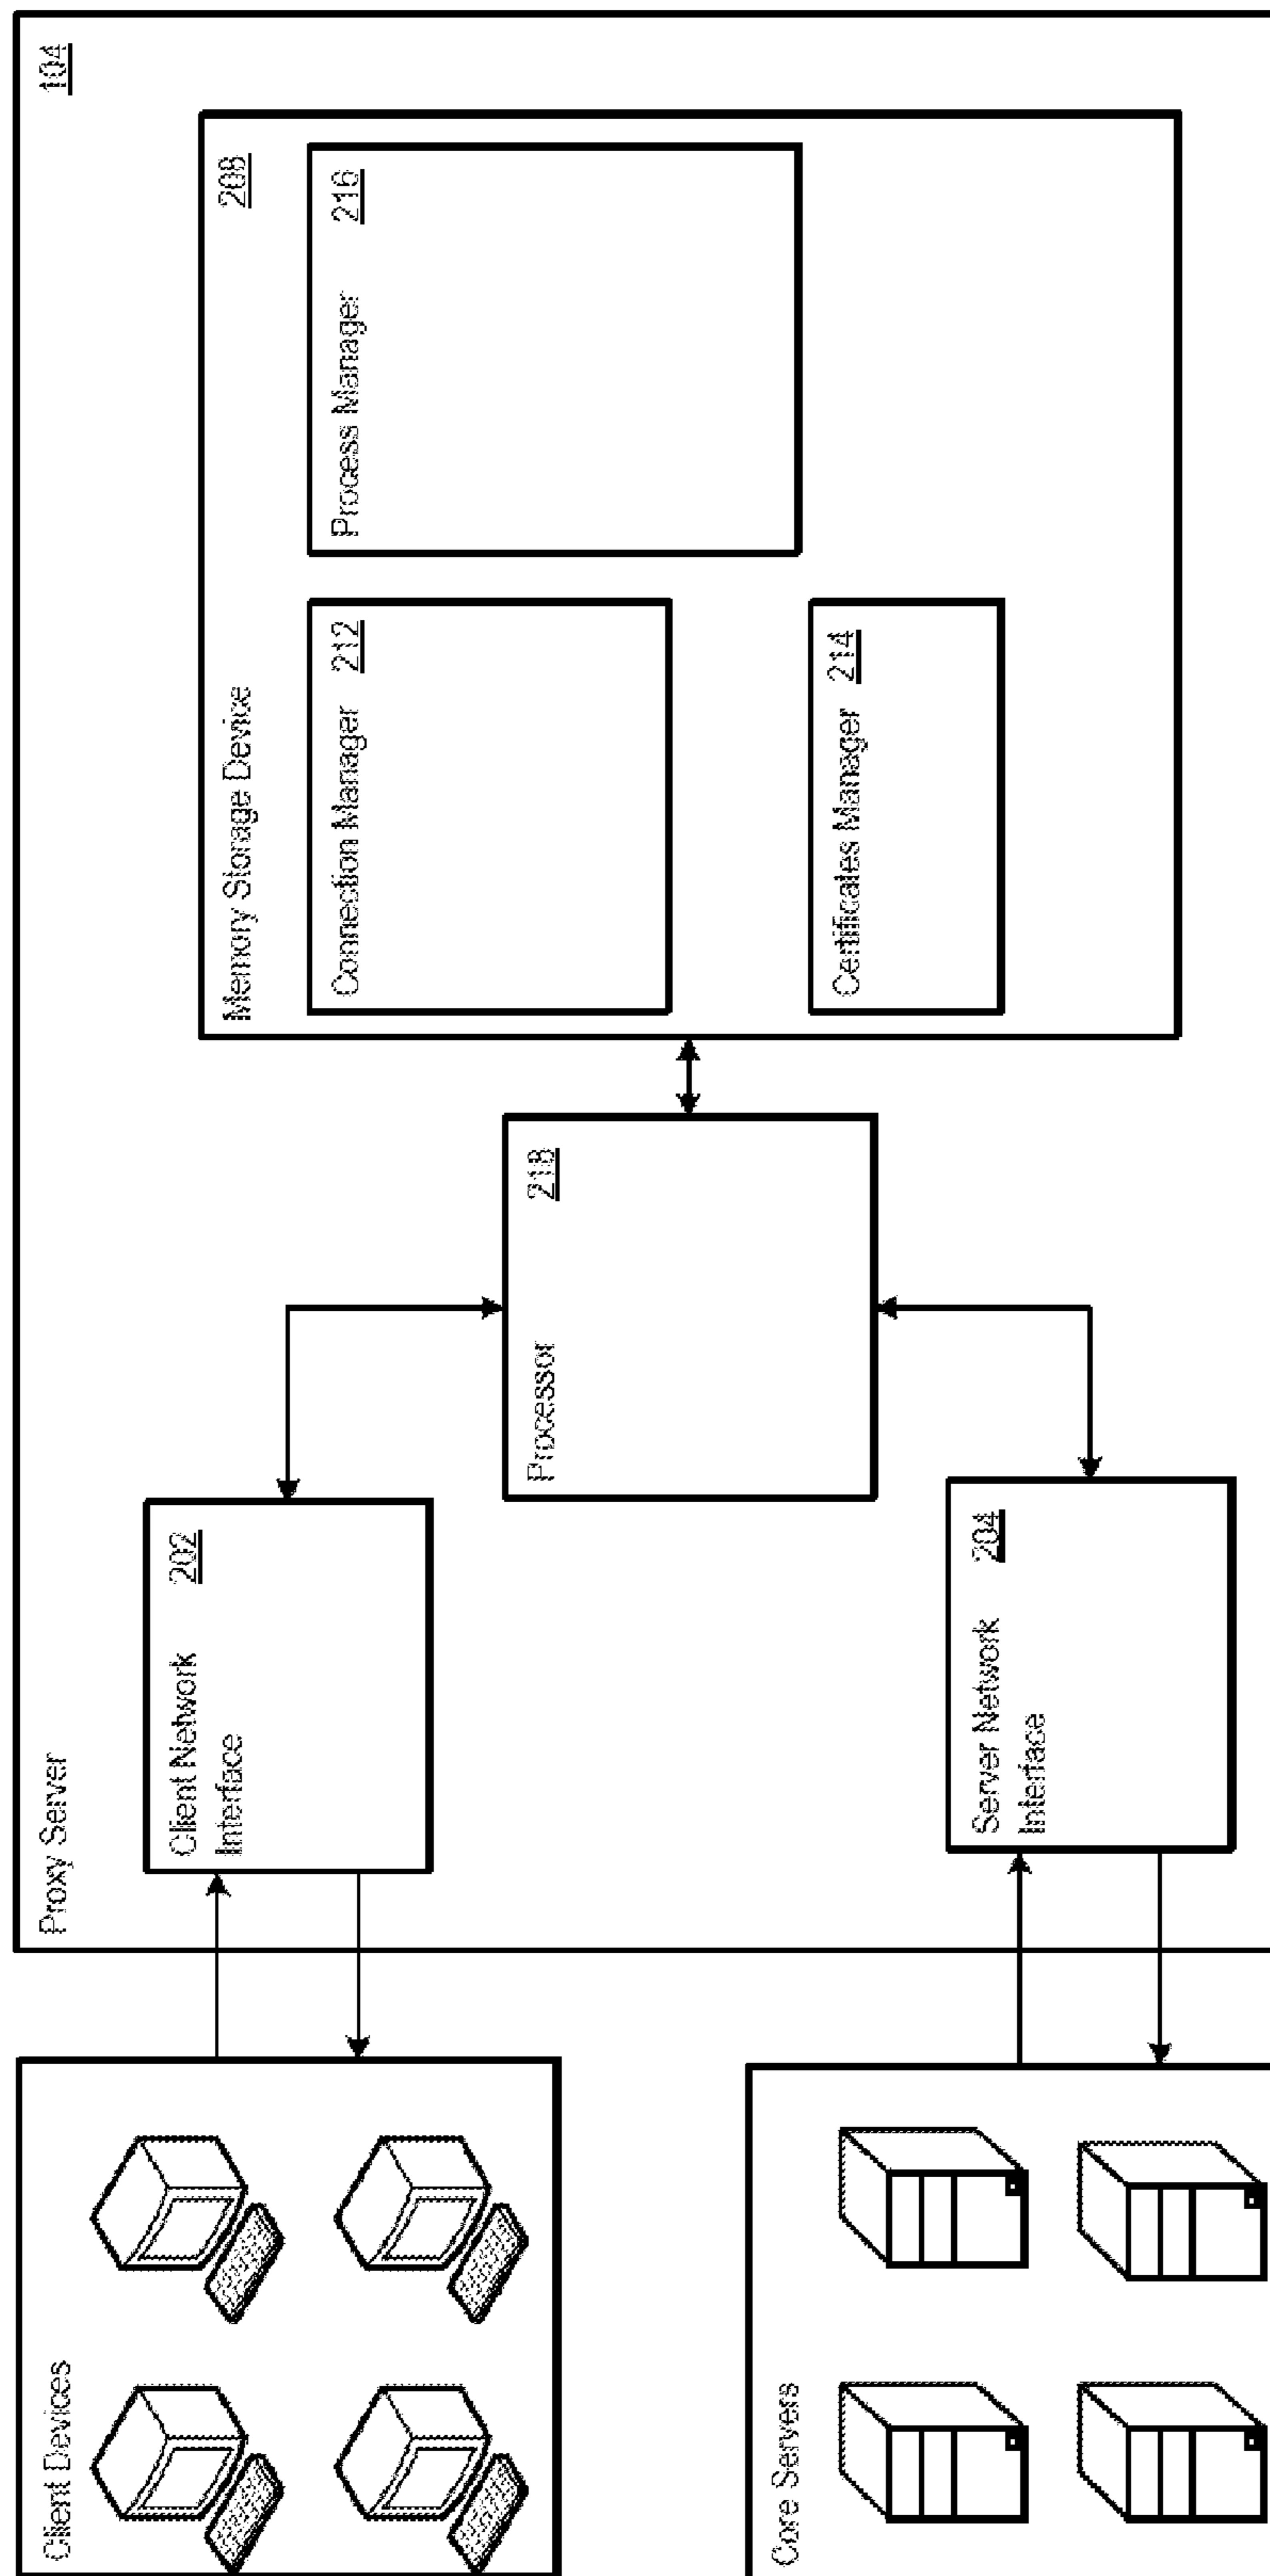 Client Devices
Core Servers
Proxy Server
104
Client Network 202
Interface
Server Network 204
Interface
Processor 218
Memory Storage Device 208
Connection Manager 212
Process Manager 216
Certificates Manager 214